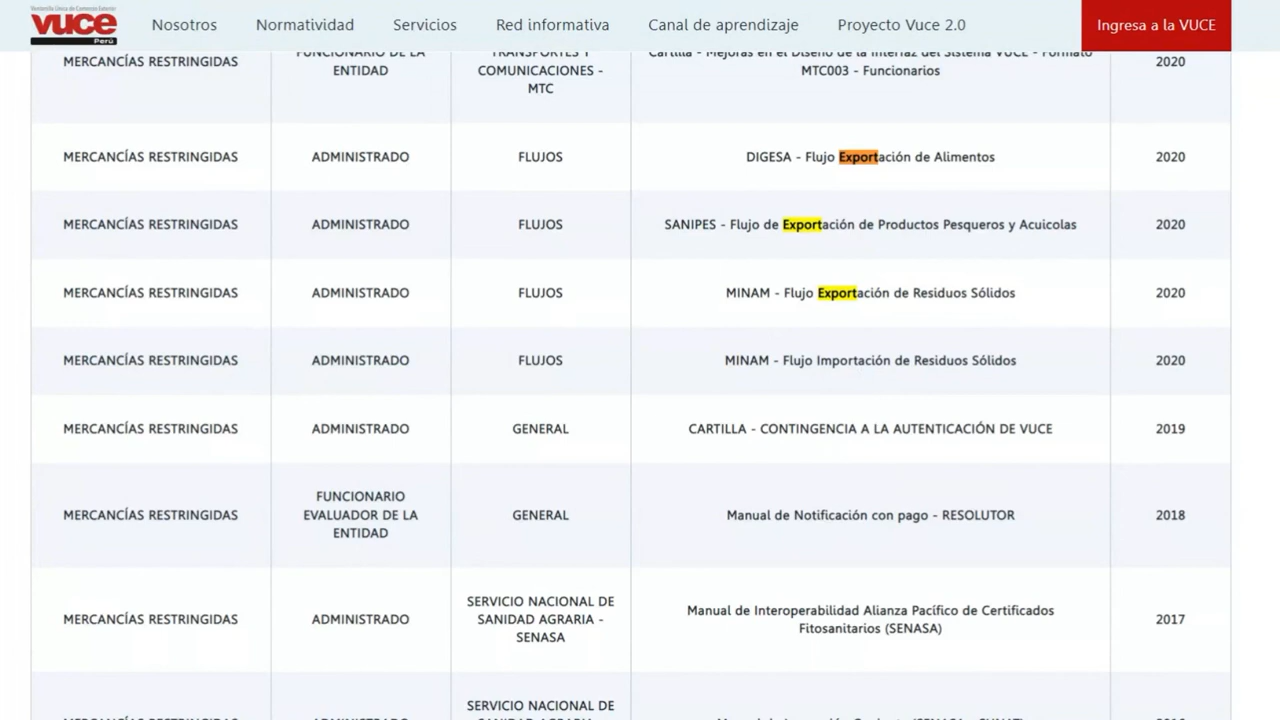 Ventanilla Única de Comercio Exterior
vuce
Perú
Nosotros
Normatividad
Servicios
Red informativa
Canal de aprendizaje
Proyecto Vuce 2.0
Ingresa a la VUCE
MERCANCÍAS RESTRINGIDAS
FUNCIONARIO DE LA
ENTIDAD
TRANSPORTES Y
COMUNICACIONES -
MTC
Cartilla - Mejoras en el Diseño de la Interfaz del Sistema VUCE - Formato
MTC003 - Funcionarios
2020
MERCANCÍAS RESTRINGIDAS
ADMINISTRADO
FLUJOS
DIGESA - Flujo Exportación de Alimentos
2020
MERCANCÍAS RESTRINGIDAS
ADMINISTRADO
FLUJOS
SANIPES - Flujo de Exportación de Productos Pesqueros y Acuicolas
2020
MERCANCÍAS RESTRINGIDAS
ADMINISTRADO
FLUJOS
MINAM - Flujo Exportación de Residuos Sólidos
2020
MERCANCÍAS RESTRINGIDAS
ADMINISTRADO
FLUJOS
MINAM - Flujo Importación de Residuos Sólidos
2020
MERCANCÍAS RESTRINGIDAS
ADMINISTRADO
GENERAL
CARTILLA - CONTINGENCIA A LA AUTENTICACIÓN DE VUCE
2019
MERCANCÍAS RESTRINGIDAS
FUNCIONARIO
EVALUADOR DE LA
ENTIDAD
GENERAL
Manual de Notificación con pago - RESOLUTOR
2018
MERCANCÍAS RESTRINGIDAS
ADMINISTRADO
SERVICIO NACIONAL DE
SANIDAD AGRARIA -
SENASA
Manual de Interoperabilidad Alianza Pacífico de Certificados
Fitosanitarios (SENASA)
2017
MERCANCÍAS RESTRINGIDAS
ADMINISTRADO
SERVICIO NACIONAL DE
SANIDAD AGRARIA -